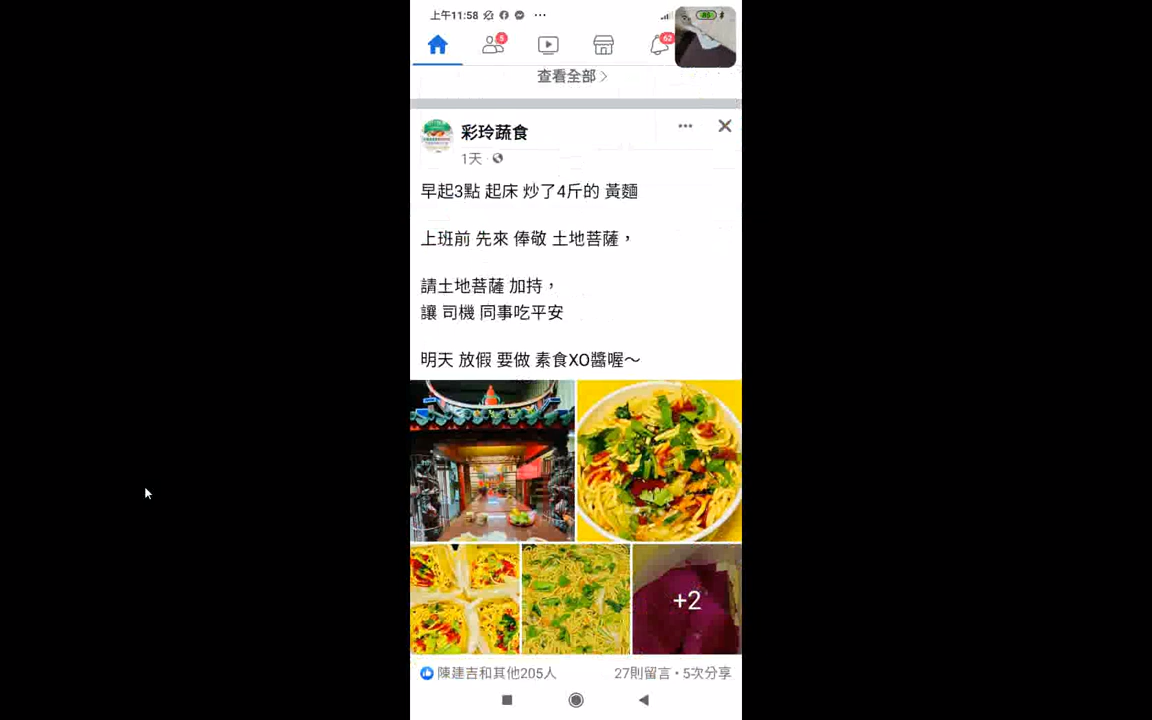 上午11:58
86
5
62
查看全部
彩玲蔬食
1天
早起3點 起床 炒了4斤的 黃麵
上班前 先來 俸敬 土地菩薩，
請土地菩薩 加持，
讓 司機 同事吃平安
明天 放假 要做 素食XO醬喔～
+2
陳建吉和其他205人
27則留言•5次分享